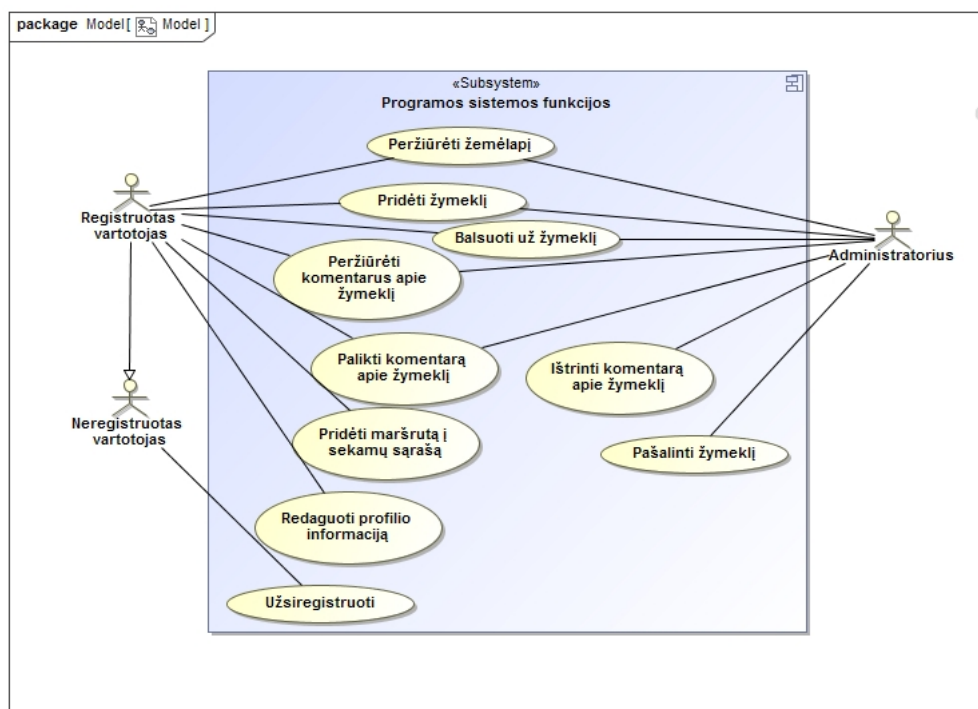 package Model[ Model ]
«Subsystem»
Programos sistemos funkcijos
Peržiūrėti žemėlapį
Pridėti žymeklį
Registruotas
vartotojas
Balsuoti už žymeklį
Administratorius
Peržiūrėti
komentarus apie
žymeklį
Palikti komentarą
apie žymeklį
Ištrinti komentarą
apie žymeklį
Neregistruotas
vartotojas
Pridėti maršrutą į
sekamų sąrašą
Pašalinti žymeklį
Redaguoti profilio
informaciją
Užsiregistruoti